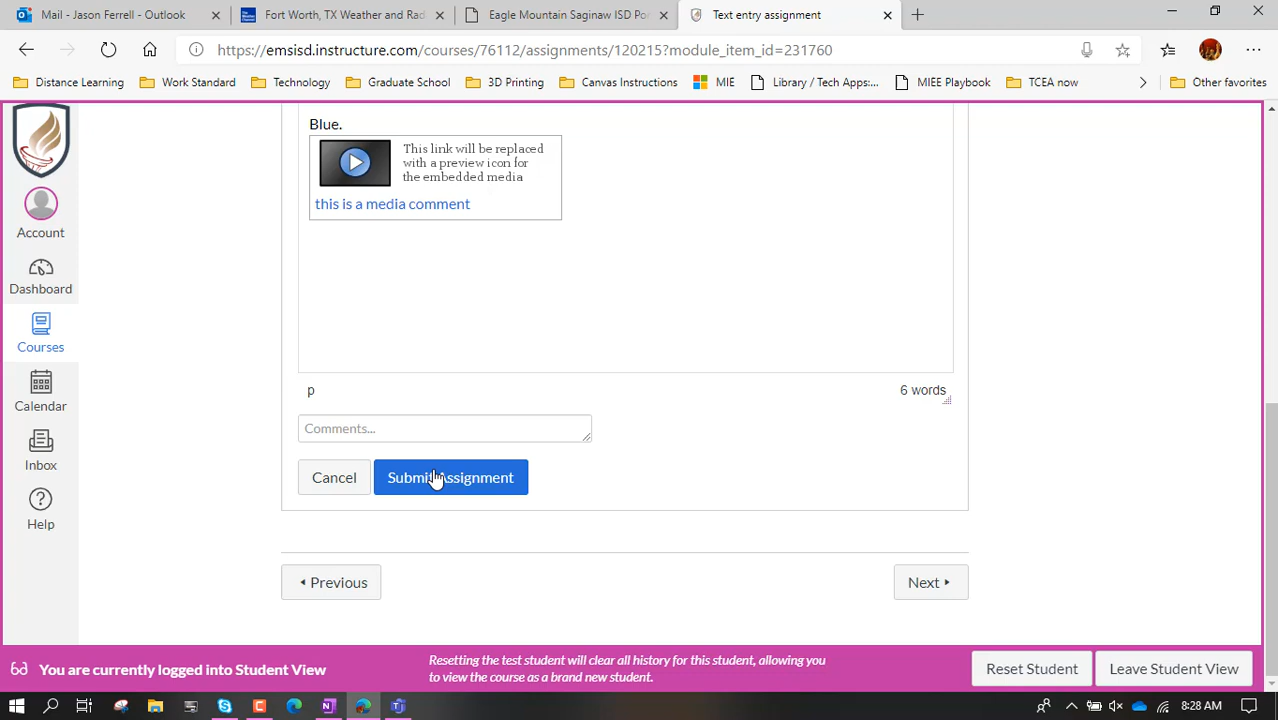 Mail - Jason Ferrell - Outlook
Fort Worth, TX Weather and Rad
Eagle Mountain Saginaw ISD Po
Text entry assignment
https://emsisd.instructure.com/courses/76112/assignments/120215?module_item_id=231760
Distance Learning
Work Standard
Technology
Graduate School
3D Printing
Canvas Instructions
MIE
Library / Tech Apps:...
MIEE Playbook
TCEA now
Other favorites
Blue.
This link will be replaced
with a preview icon for
the embedded media
this is a media comment
Account
Dashboard
Courses
Calendar
Inbox
Help
p
6 words
Comments...
Cancel
Submit Assignment
Previous
Next
You are currently logged into Student View
Resetting the test student will clear all history for this student, allowing you
to view the course as a brand new student.
Reset Student
Leave Student View
8:28 AM